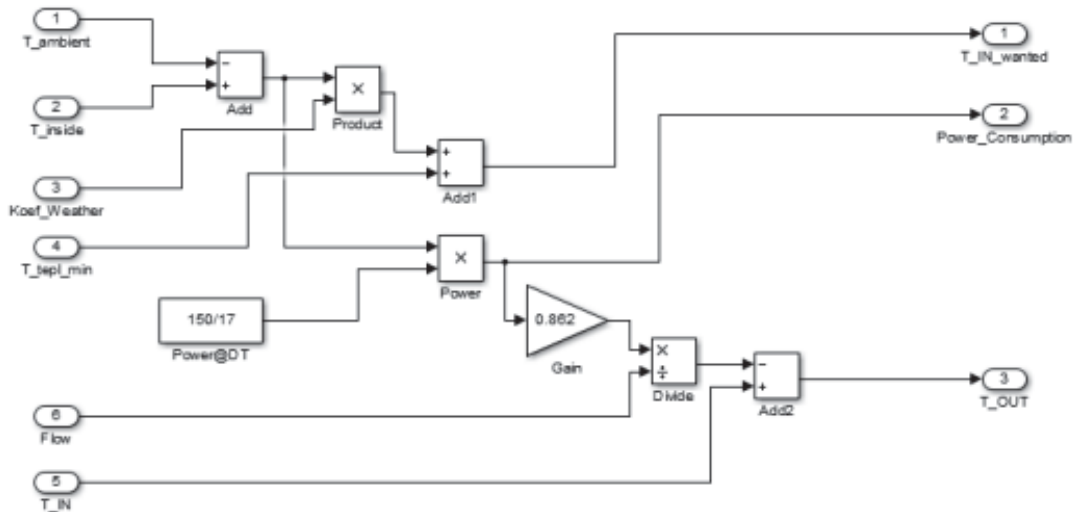 1
T_ambient
2
T_inside
3
Koef_Weather
4
T_tepl_min
−
+
Add
×
Product
+
+
Add1
1
T_IN_wanted
2
Power_Consumption
×
Power
150/17
Power@DT
0.862
Gain
×
÷
Divide
−
+
Add2
3
T_OUT
6
Flow
5
T_IN